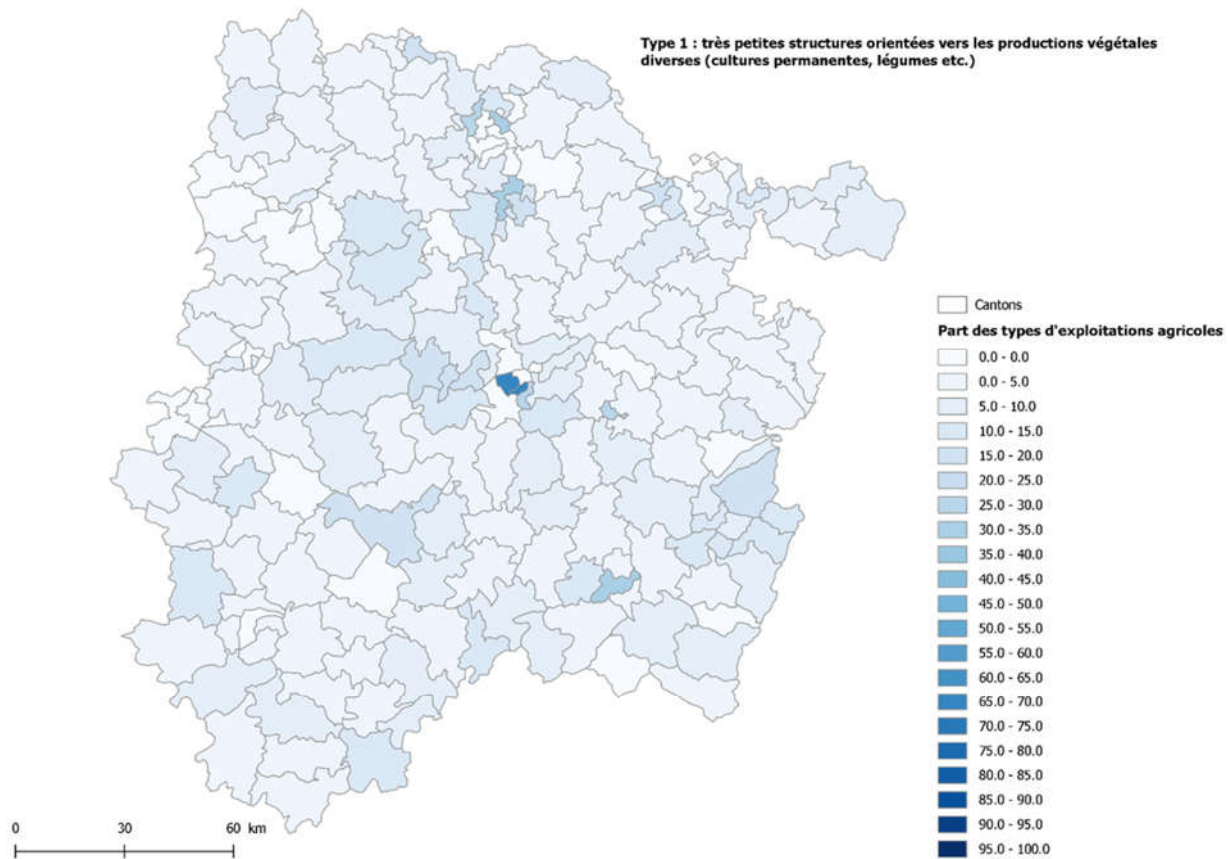 Type 1 : très petites structures orientées vers les productions végétales
diverses (cultures permanentes, légumes etc.)
Cantons
Part des types d'exploitations agricoles
0.0 - 0.0
0.0 - 5.0
5.0 - 10.0
10.0 - 15.0
15.0 - 20.0
20.0 - 25.0
25.0 - 30.0
30.0 - 35.0
35.0 - 40.0
40.0 - 45.0
45.0 - 50.0
50.0 - 55.0
55.0 - 60.0
60.0 - 65.0
65.0 - 70.0
70.0 - 75.0
75.0 - 80.0
80.0 - 85.0
85.0 - 90.0
90.0 - 95.0
95.0 - 100.0
0 30 60 km